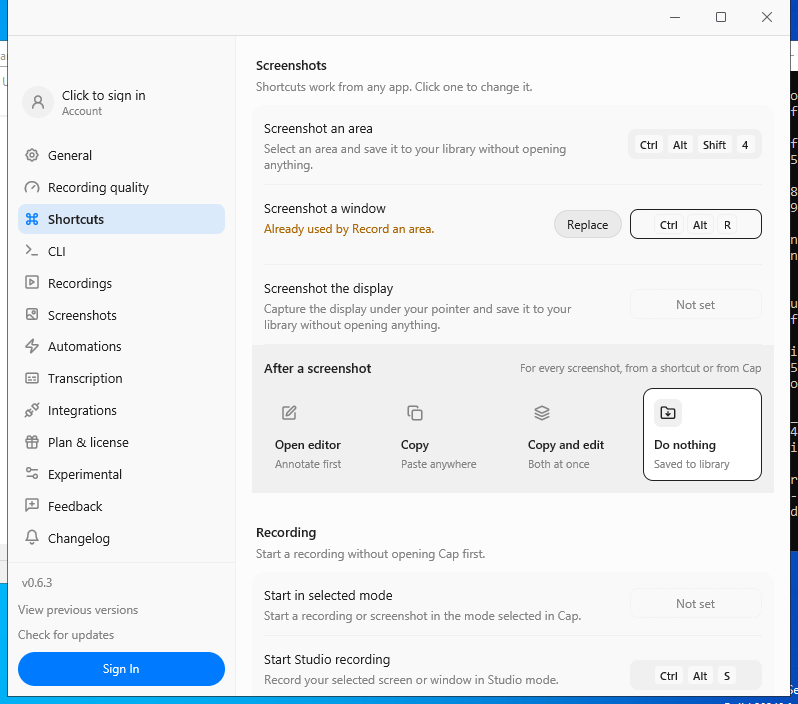 Click to sign in
Account
General
Recording quality
Shortcuts
CLI
Recordings
Screenshots
Automations
Transcription
Integrations
Plan & license
Experimental
Feedback
Changelog
v0.6.3
View previous versions
Check for updates
Sign In
Screenshots
Shortcuts work from any app. Click one to change it.
Screenshot an area
Select an area and save it to your library without opening
anything.
Ctrl Alt Shift 4
Screenshot a window
Already used by Record an area.
Replace
Ctrl Alt R
Screenshot the display
Capture the display under your pointer and save it to your
library without opening anything.
Not set
After a screenshot
For every screenshot, from a shortcut or from Cap
Open editor
Annotate first
Copy
Paste anywhere
Copy and edit
Both at once
Do nothing
Saved to library
Recording
Start a recording without opening Cap first.
Start in selected mode
Start a recording or screenshot in the mode selected in Cap.
Not set
Start Studio recording
Record your selected screen or window in Studio mode.
Ctrl Alt S